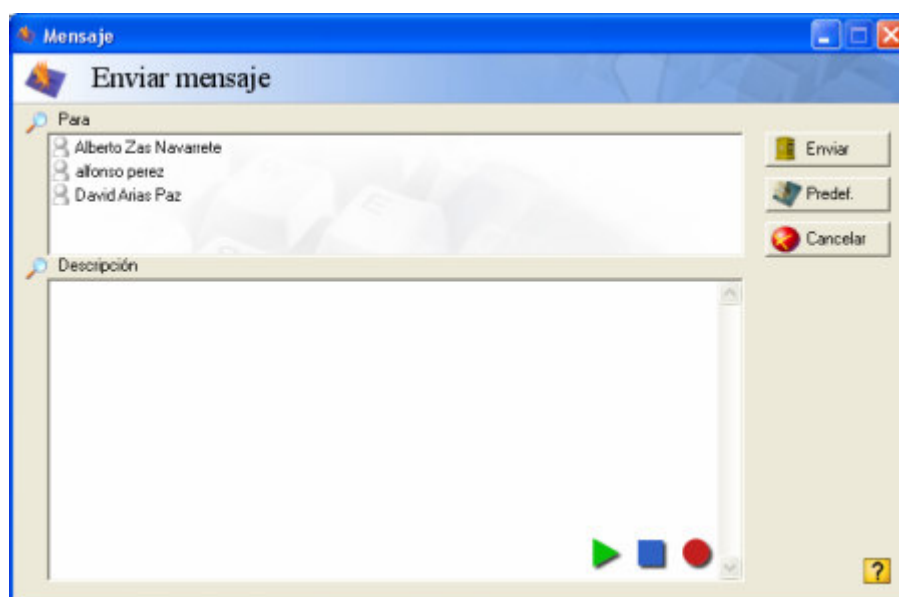 Mensaje
Enviar mensaje
Para
Alberto Zas Navarrete
alfonso perez
David Arias Paz
Enviar
Predef.
Cancelar
Descripción
?